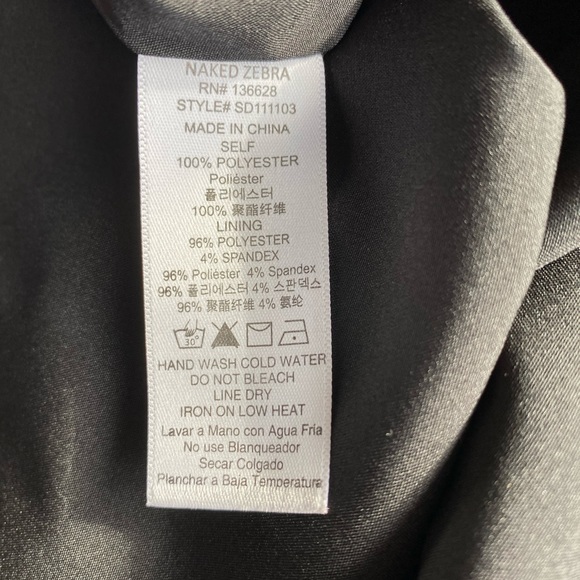 NAKED ZEBRA
RN# 136628
STYLE# SD111103
MADE IN CHINA
SELF
100% POLYESTER
Poliéster
폴리에스터
100% 聚酯纤维
LINING
96% POLYESTER
4% SPANDEX
96% Poliéster 4% Spandex
96% 폴리에스터 4% 스판덱스
96% 聚酯纤维 4% 氨纶
30°
HAND WASH COLD WATER
DO NOT BLEACH
LINE DRY
IRON ON LOW HEAT
Lavar a Mano con Agua Fria
No use Blanqueador
Secar Colgado
Planchar a Baja Temperatura